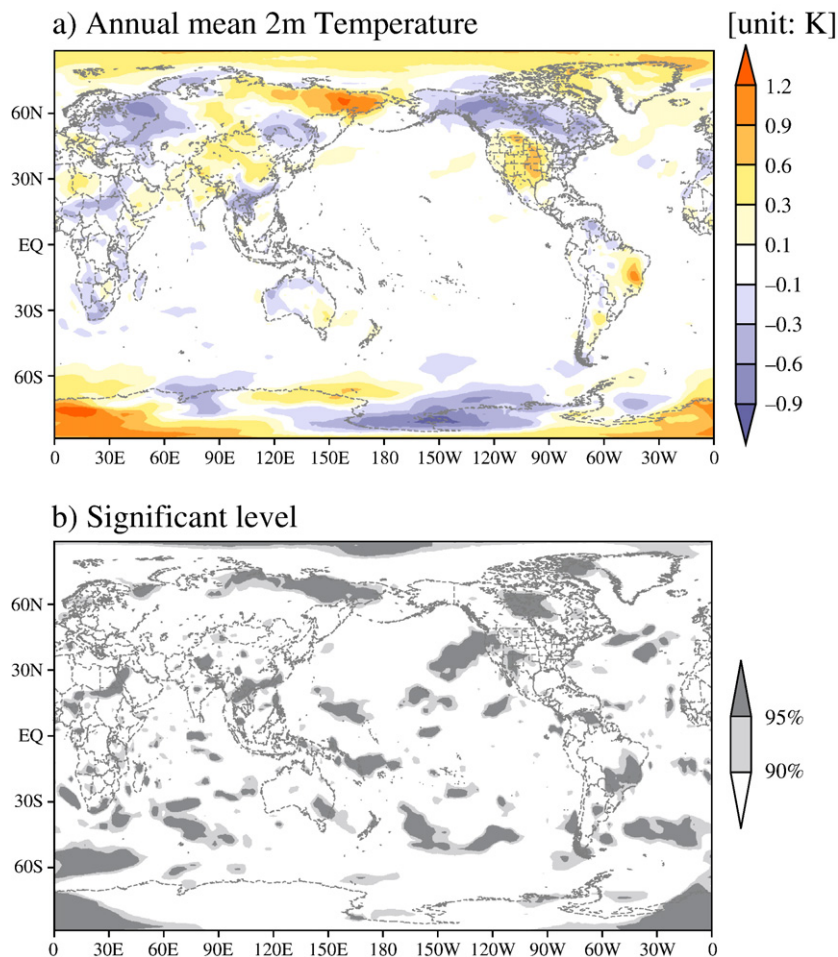 a) Annual mean 2m Temperature [unit: K]
60N
30N
EQ
30S
60S
0 30E 60E 90E 120E 150E 180 150W 120W 90W 60W 30W 0
1.2
0.9
0.6
0.3
0.1
−0.1
−0.3
−0.6
−0.9
b) Significant level
60N
30N
EQ
30S
60S
0 30E 60E 90E 120E 150E 180 150W 120W 90W 60W 30W 0
95%
90%